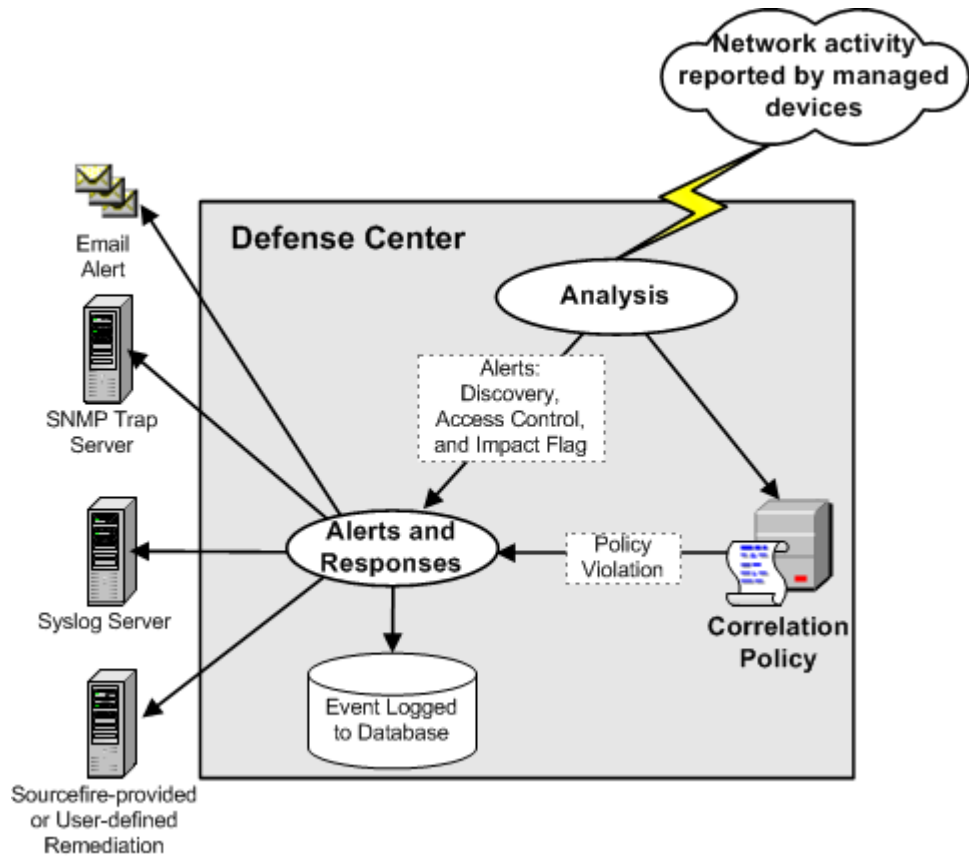 Network activity
reported by managed
devices
Email
Alert
Defense Center
Analysis
Alerts:
Discovery,
Access Control,
and Impact Flag
SNMP Trap
Server
Alerts and
Responses
Policy
Violation
Syslog Server
Correlation
Policy
Event Logged
to Database
Sourcefire-provided
or User-defined
Remediation